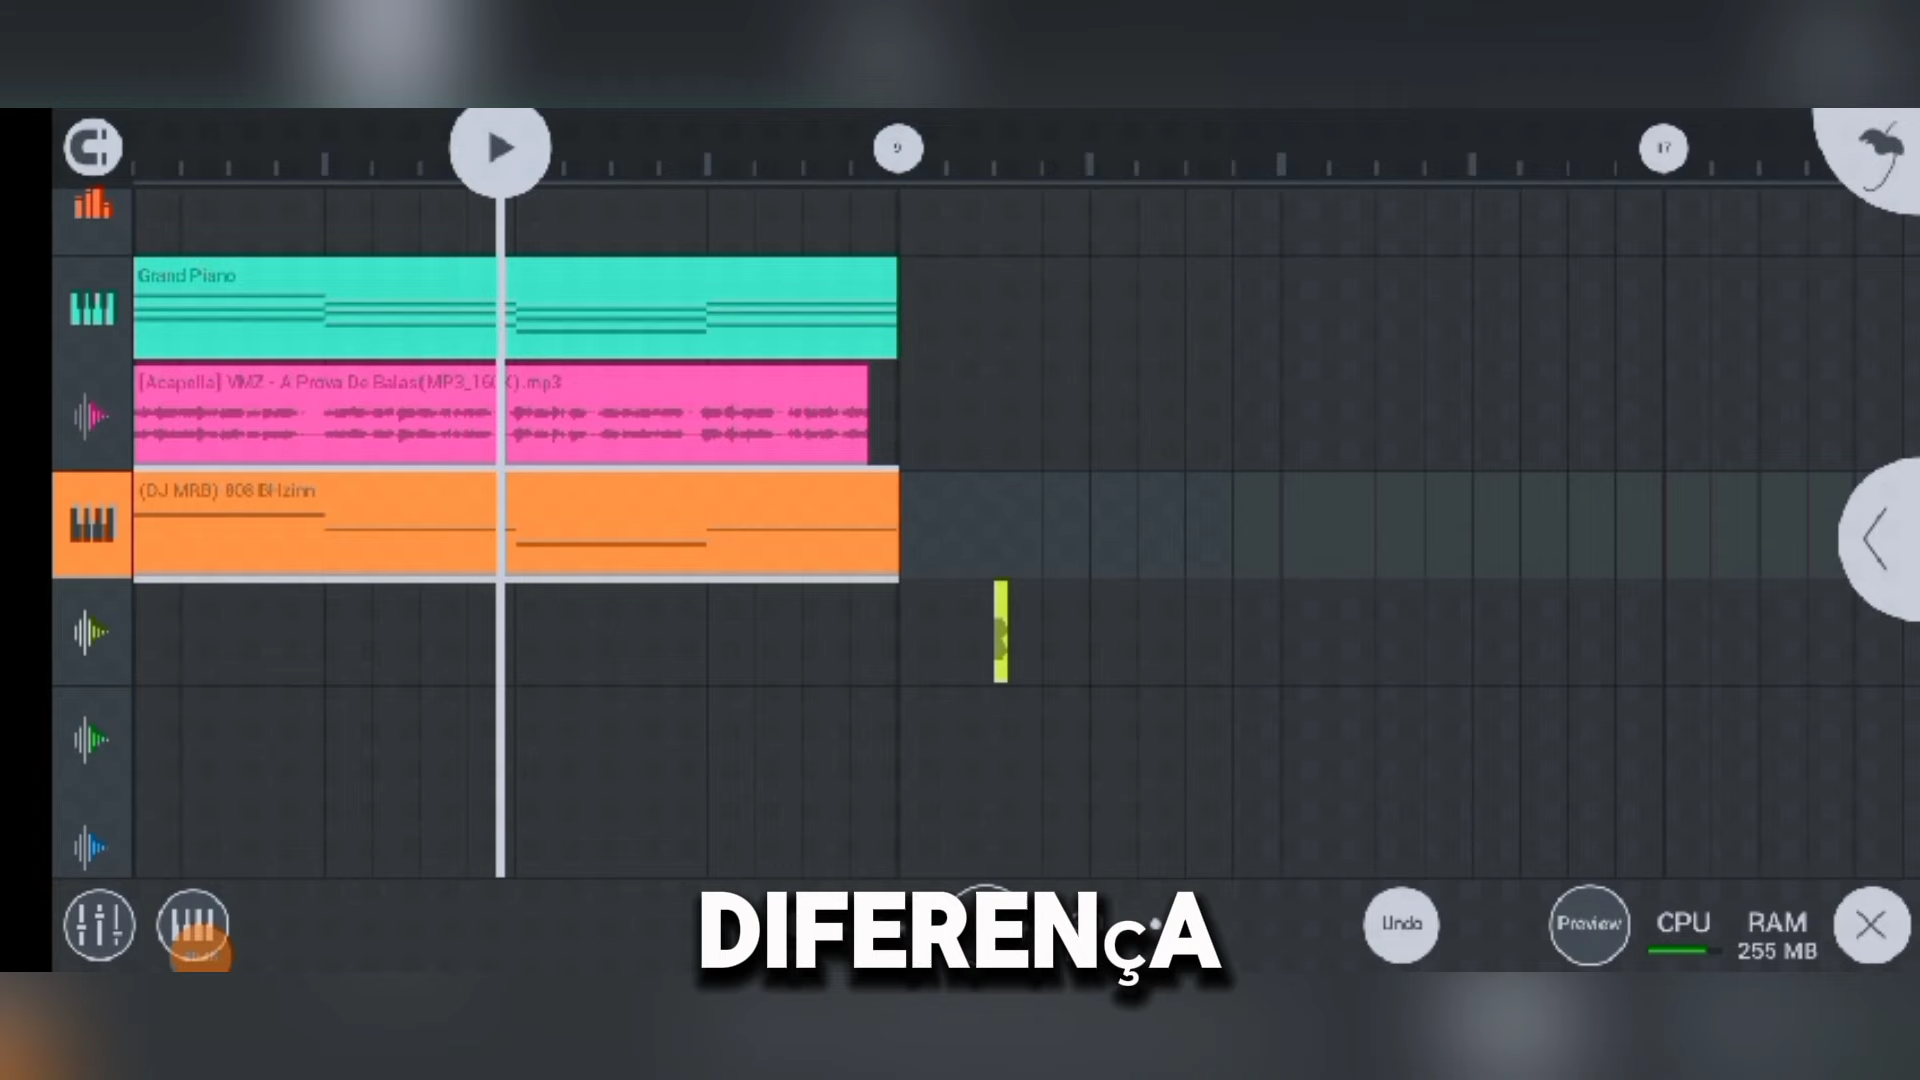 9
17
Grand Piano
[Acapella] VMZ - A Prova De Balas(MP3_160K).mp3
(DJ MRB) 808 BHzinn
DIFERENçA
Undo
Preview
CPU
RAM
255 MB